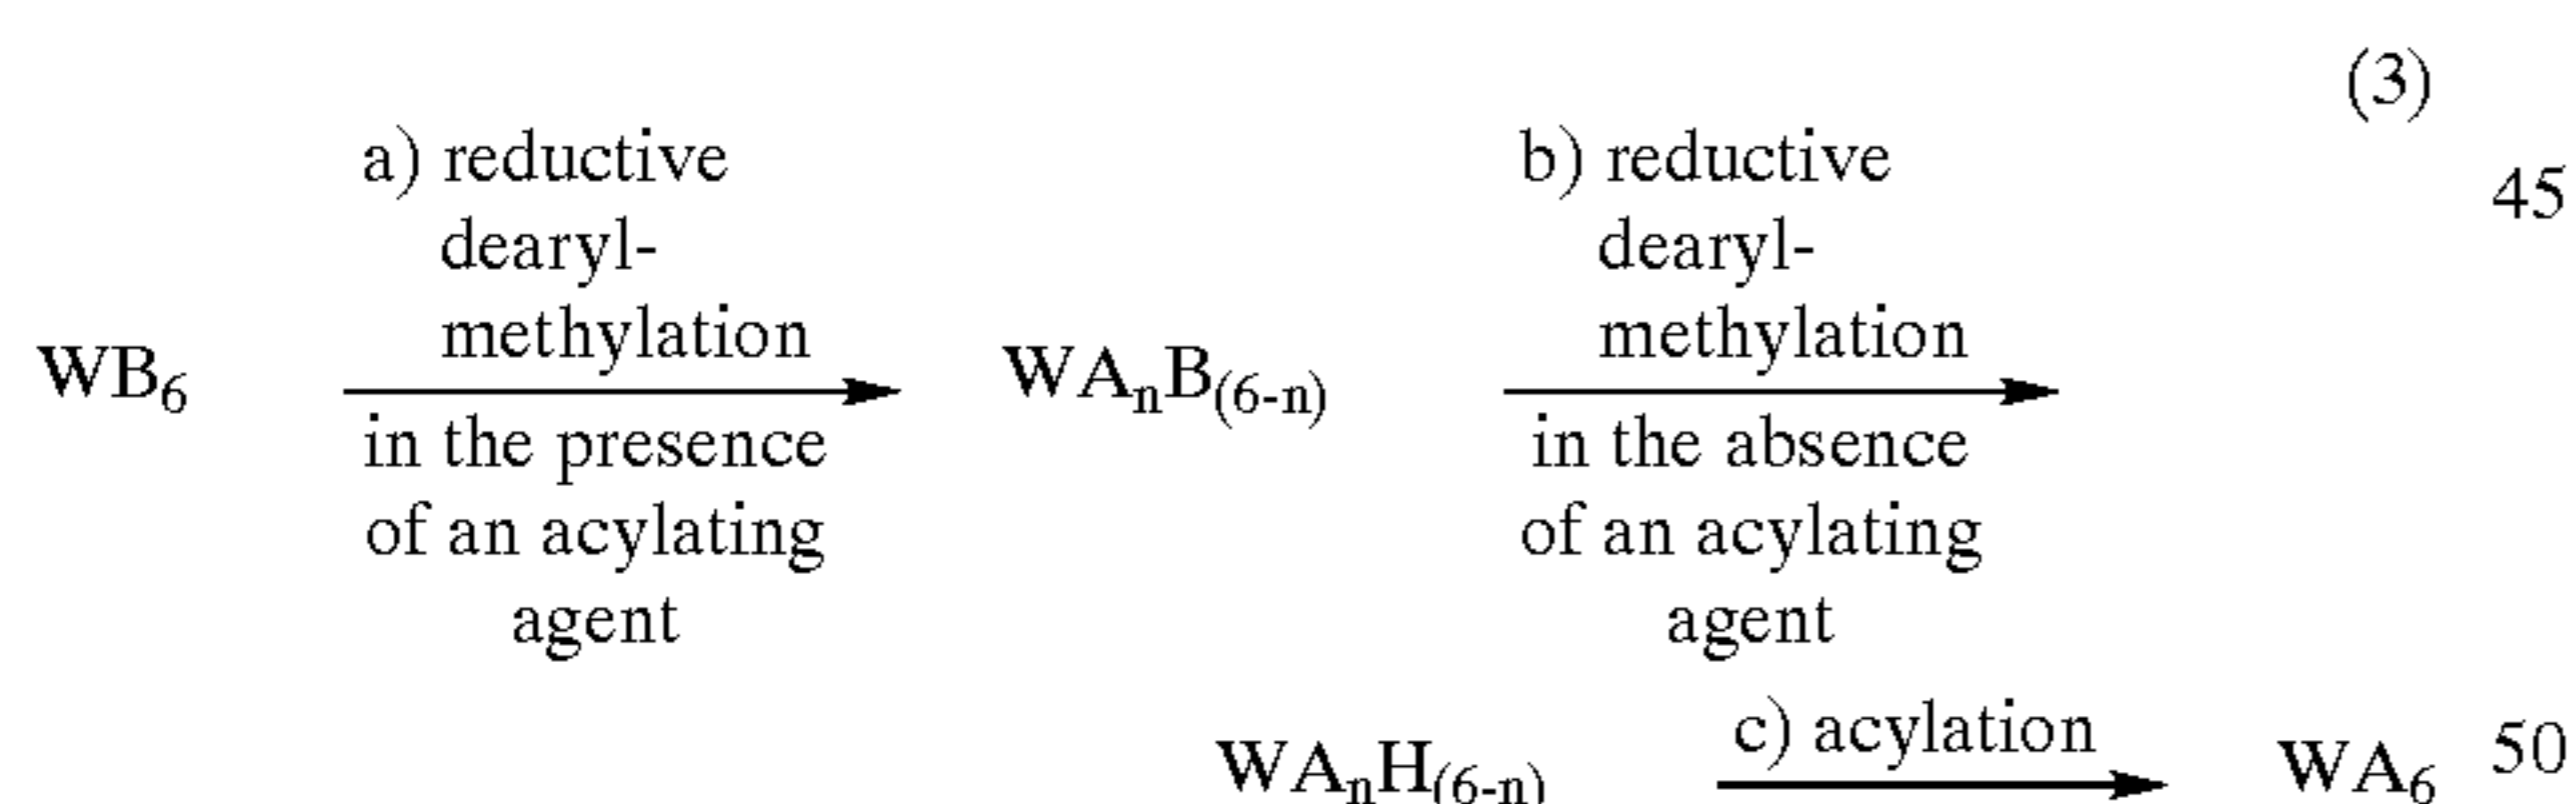 (3)
a) reductive
dearyl-
methylation
b) reductive
dearyl-
methylation
45
WB6
WAnB(6-n)
in the presence
of an acylating
agent
in the absence
of an acylating
agent
WAnH(6-n)
c) acylation
WA6
50